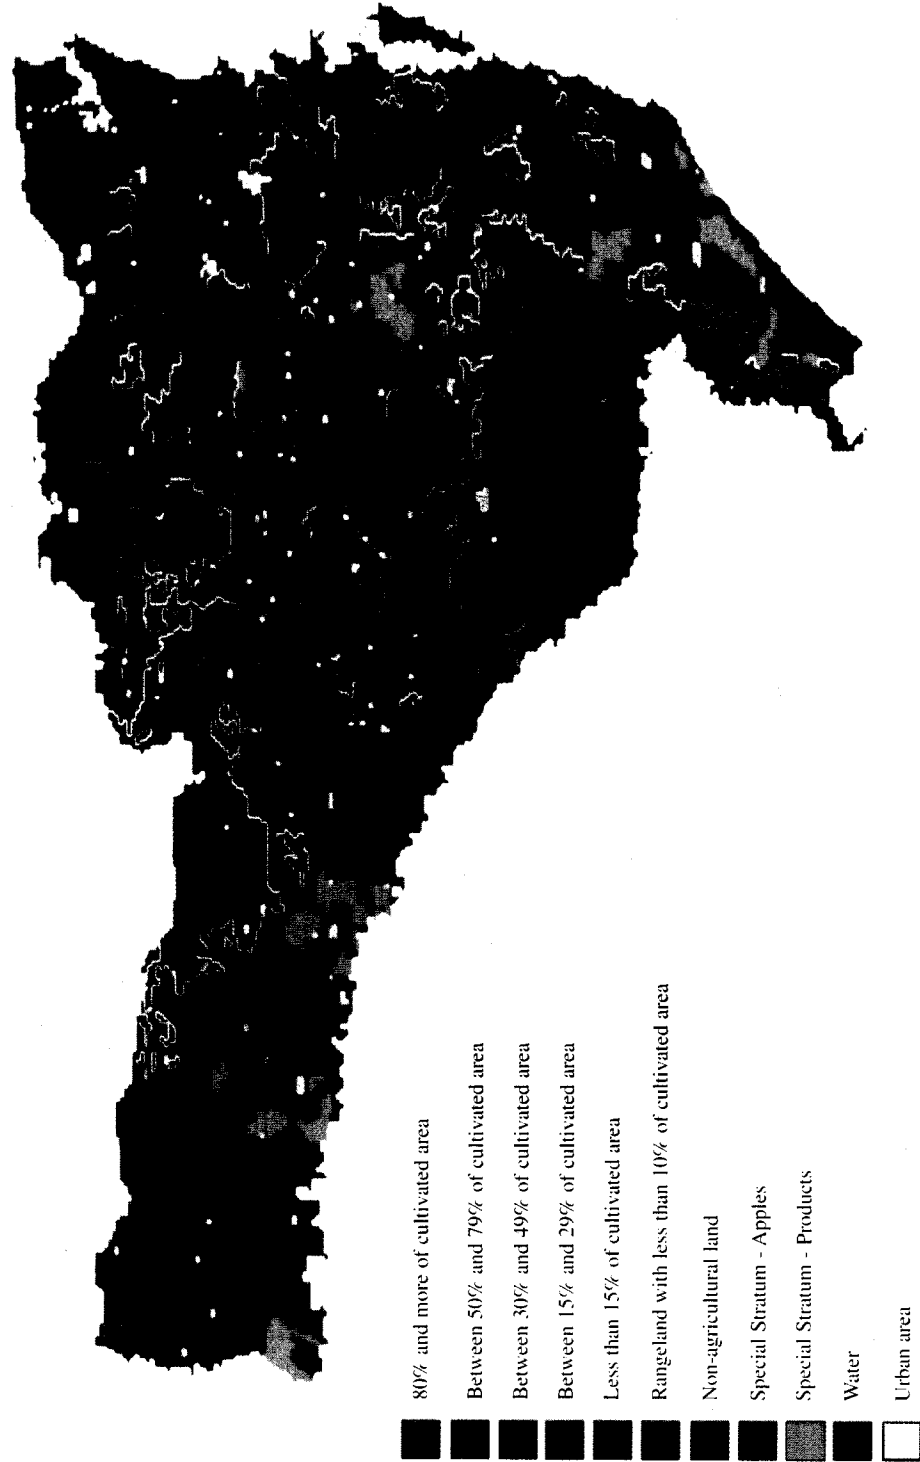 80% and more of cultivated area
Between 50% and 79% of cultivated area
Between 30% and 49% of cultivated area
Between 15% and 29% of cultivated area
Less than 15% of cultivated area
Rangeland with less than 10% of cultivated area
Non-agricultural land
Special Stratum - Apples
Special Stratum - Products
Water
Urban area